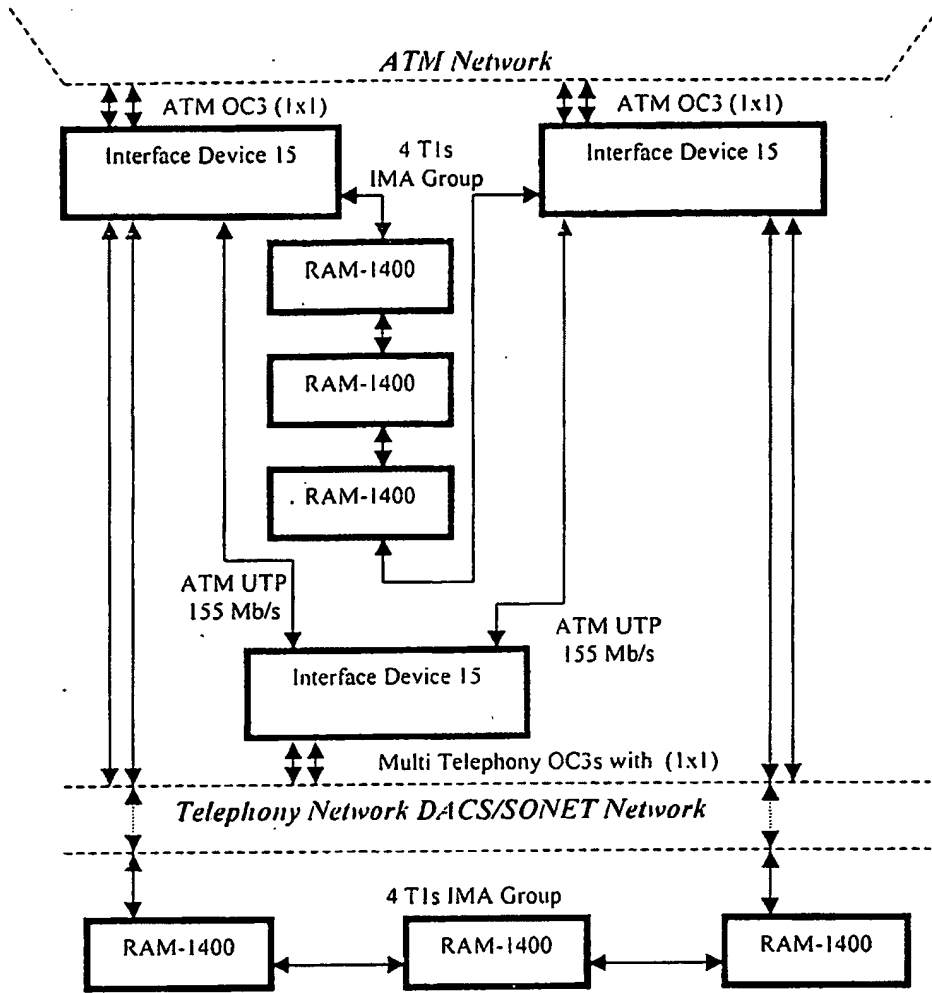 ATM Network
ATM OC3 (1x1)
ATM OC3 (1x1)
Interface Device 15
4 T1s
IMA Group
Interface Device 15
RAM-1400
RAM-1400
RAM-1400
ATM UTP
155 Mb/s
ATM UTP
155 Mb/s
Interface Device 15
Multi Telephony OC3s with (1x1)
Telephony Network DACS/SONET Network
4 T1s IMA Group
RAM-1400
RAM-1400
RAM-1400